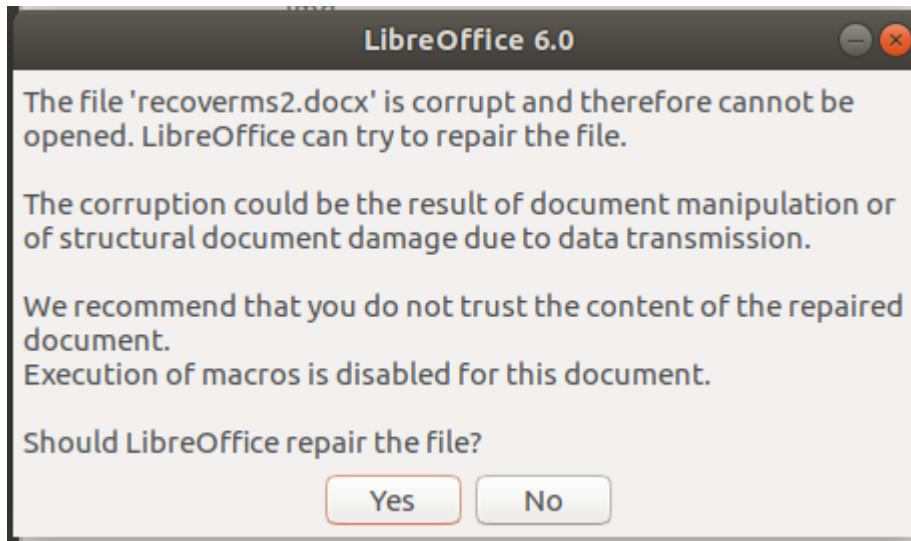 LibreOffice 6.0
The file 'recoverms2.docx' is corrupt and therefore cannot be
opened. LibreOffice can try to repair the file.
The corruption could be the result of document manipulation or
of structural document damage due to data transmission.
We recommend that you do not trust the content of the repaired
document.
Execution of macros is disabled for this document.
Should LibreOffice repair the file?
Yes
No